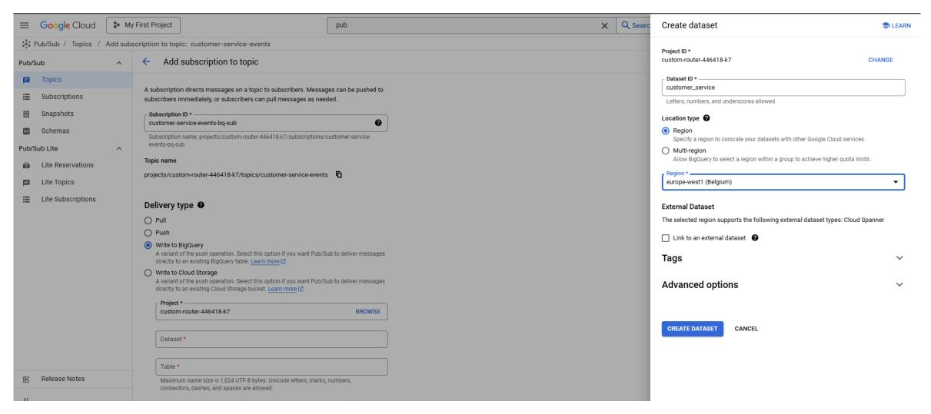 Google Cloud
My First Project
pub
Searc
Pub/Sub / Topics / Add subscription to topic: customer-service-events
Pub/Sub
Topics
Subscriptions
Snapshots
Schemas
Pub/Sub Lite
Lite Reservations
Lite Topics
Lite Subscriptions
Release Notes
Add subscription to topic
A subscription directs messages on a topic to subscribers. Messages can be pushed to
subscribers immediately, or subscribers can pull messages as needed.
Subscription ID *
customer-service-events-bq-sub
Subscription name: projects/custom-router-446418-k7/subscriptions/customer-service
events-bq-sub
Topic name
projects/custom-router-446418-k7/topics/customer-service-events
Delivery type
Pull
Push
Write to BigQuery
A variant of the push operation. Select this option if you want Pub/Sub to deliver messages
directly to an existing BigQuery table. Learn more
Write to Cloud Storage
A variant of the push operation. Select this option if you want Pub/Sub to deliver messages
directly to an existing Cloud Storage bucket. Learn more
Project *
custom-router-446418-k7
BROWSE
Dataset *
Table *
Maximum name size is 1,024 UTF-8 bytes. Unicode letters, marks, numbers,
connectors, dashes, and spaces are allowed.
Create dataset
LEARN
Project ID *
custom-router-446418-k7
CHANGE
Dataset ID *
customer_service
Letters, numbers, and underscores allowed
Location type
Region
Specify a region to colocate your datasets with other Google Cloud services.
Multi-region
Allow BigQuery to select a region within a group to achieve higher quota limits.
Region *
europe-west1 (Belgium)
External Dataset
The selected region supports the following external dataset types: Cloud Spanner
Link to an external dataset
Tags
Advanced options
CREATE DATASET
CANCEL